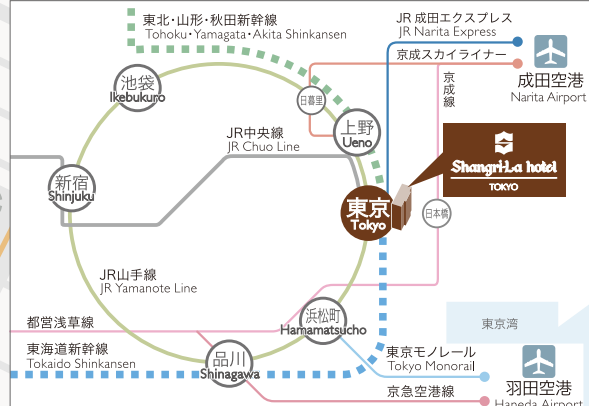 東北・山形・秋田新幹線
Tohoku・Yamagata・Akita Shinkansen
JR 成田エクスプレス
JR Narita Express
京成スカイライナー
京成線
成田空港
Narita Airport
池袋
Ikebukuro
日暮里
上野
Ueno
JR中央線
JR Chuo Line
Shangri-La hotel
TOKYO
新宿
Shinjuku
東京
Tokyo
日本橋
JR山手線
JR Yamanote Line
浜松町
Hamamatsucho
都営浅草線
東京湾
東海道新幹線
Tokaido Shinkansen
品川
Shinagawa
東京モノレール
Tokyo Monorail
京急空港線
羽田空港
Haneda Airport